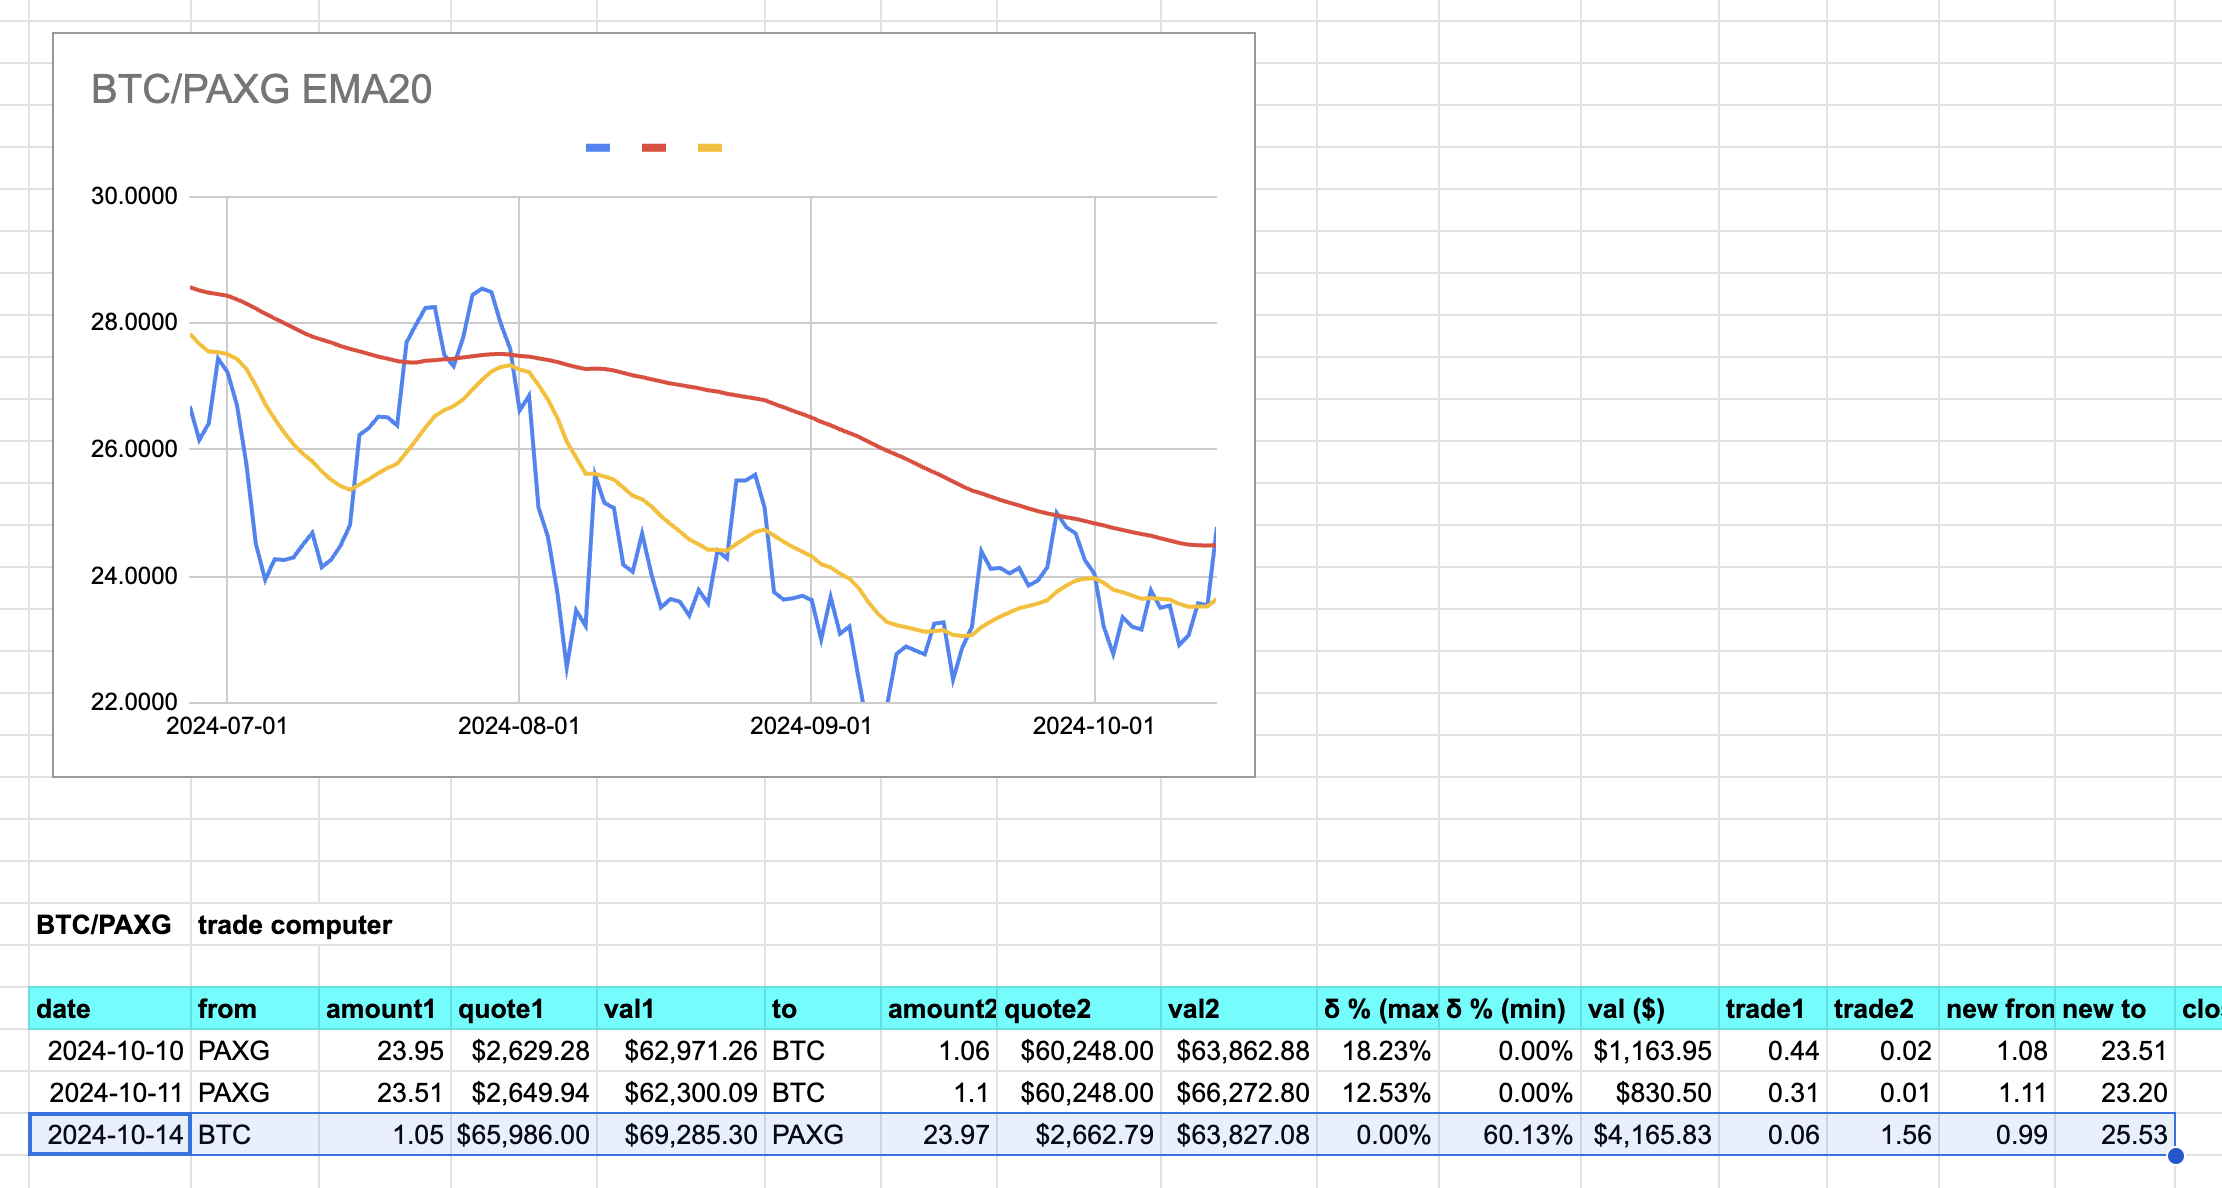 BTC/PAXG EMA20
30.0000
28.0000
26.0000
24.0000
22.0000
2024-07-01 2024-08-01 2024-09-01 2024-10-01
BTC/PAXG trade computer
date from amount1 quote1 val1 to amount2 quote2 val2 δ % (max δ % (min) val ($) trade1 trade2 new from new to clo
2024-10-10 PAXG 23.95 $2,629.28 $62,971.26 BTC 1.06 $60,248.00 $63,862.88 18.23% 0.00% $1,163.95 0.44 0.02 1.08 23.51
2024-10-11 PAXG 23.51 $2,649.94 $62,300.09 BTC 1.1 $60,248.00 $66,272.80 12.53% 0.00% $830.50 0.31 0.01 1.11 23.20
2024-10-14 BTC 1.05 $65,986.00 $69,285.30 PAXG 23.97 $2,662.79 $63,827.08 0.00% 60.13% $4,165.83 0.06 1.56 0.99 25.53